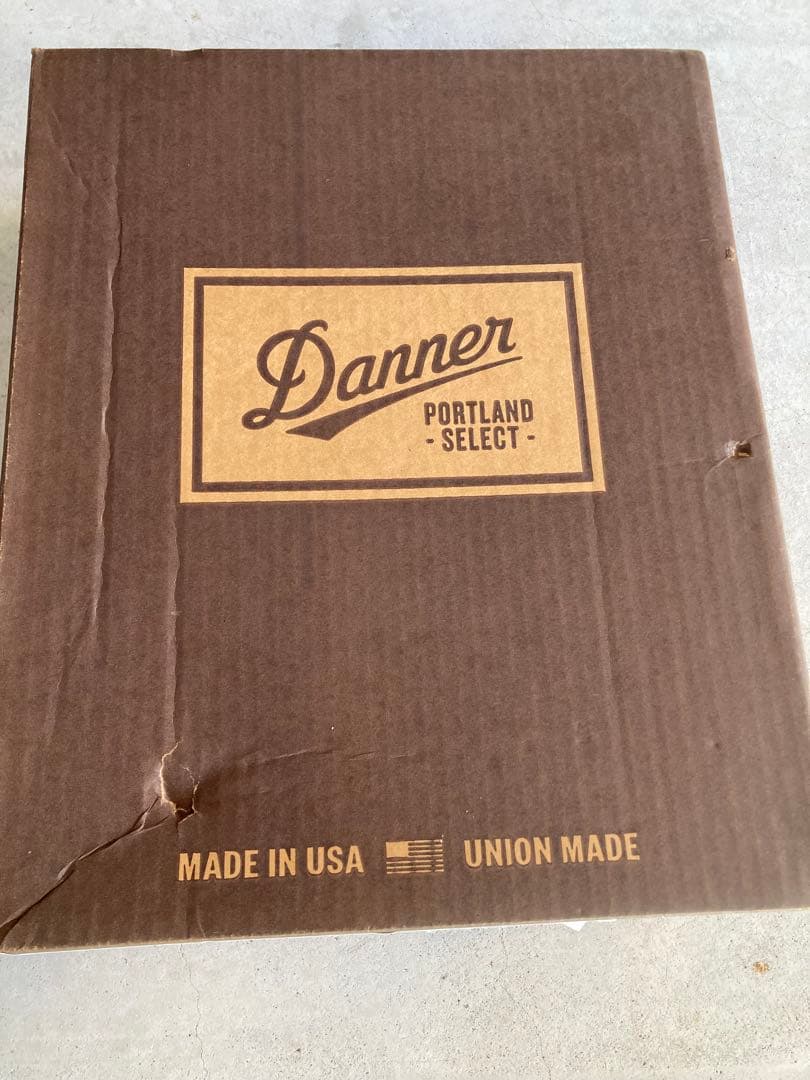 Danner
PORTLAND
- SELECT -
MADE IN USA UNION MADE